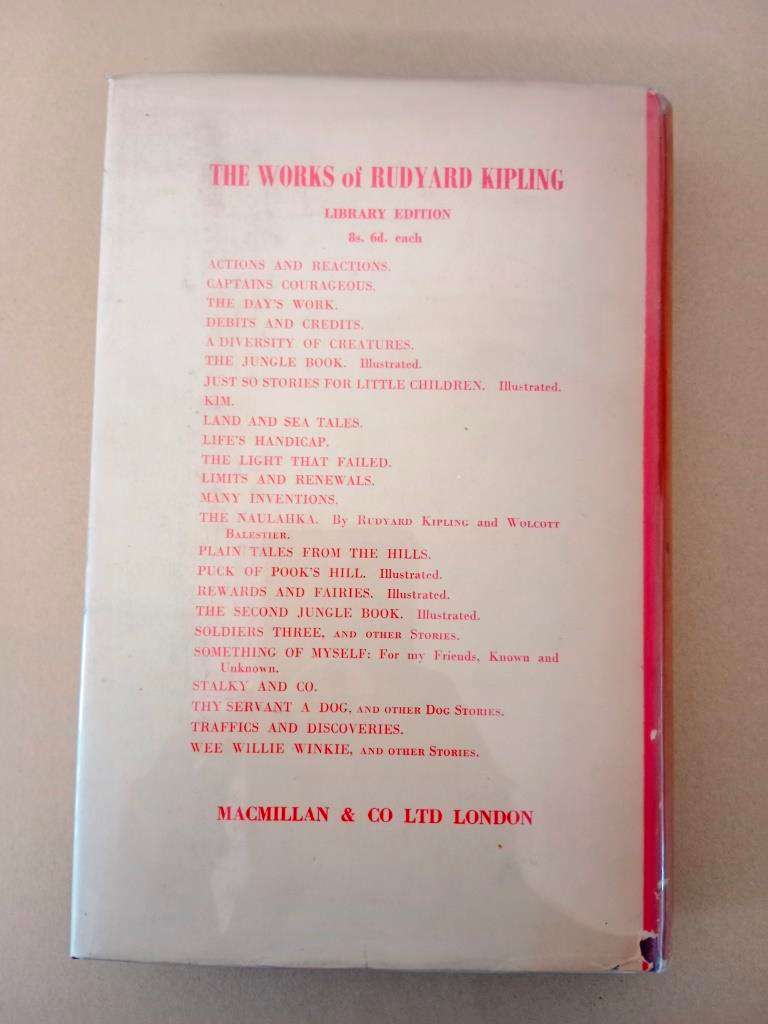 THE WORKS of RUDYARD KIPLING
LIBRARY EDITION
8s. 6d. each
ACTIONS AND REACTIONS.
CAPTAINS COURAGEOUS.
THE DAY'S WORK.
DEBITS AND CREDITS.
A DIVERSITY OF CREATURES.
THE JUNGLE BOOK. Illustrated.
JUST SO STORIES FOR LITTLE CHILDREN. Illustrated.
KIM.
LAND AND SEA TALES.
LIFE'S HANDICAP.
THE LIGHT THAT FAILED.
LIMITS AND RENEWALS.
MANY INVENTIONS.
THE NAULAHKA. By RUDYARD KIPLING and WOLCOTT
BALESTIER.
PLAIN TALES FROM THE HILLS.
PUCK OF POOK'S HILL. Illustrated.
REWARDS AND FAIRIES. Illustrated.
THE SECOND JUNGLE BOOK. Illustrated.
SOLDIERS THREE, AND OTHER STORIES.
SOMETHING OF MYSELF: For my Friends, Known and
Unknown.
STALKY AND CO.
THY SERVANT A DOG, AND OTHER DOG STORIES.
TRAFFICS AND DISCOVERIES.
WEE WILLIE WINKIE, AND OTHER STORIES.
MACMILLAN & CO LTD LONDON